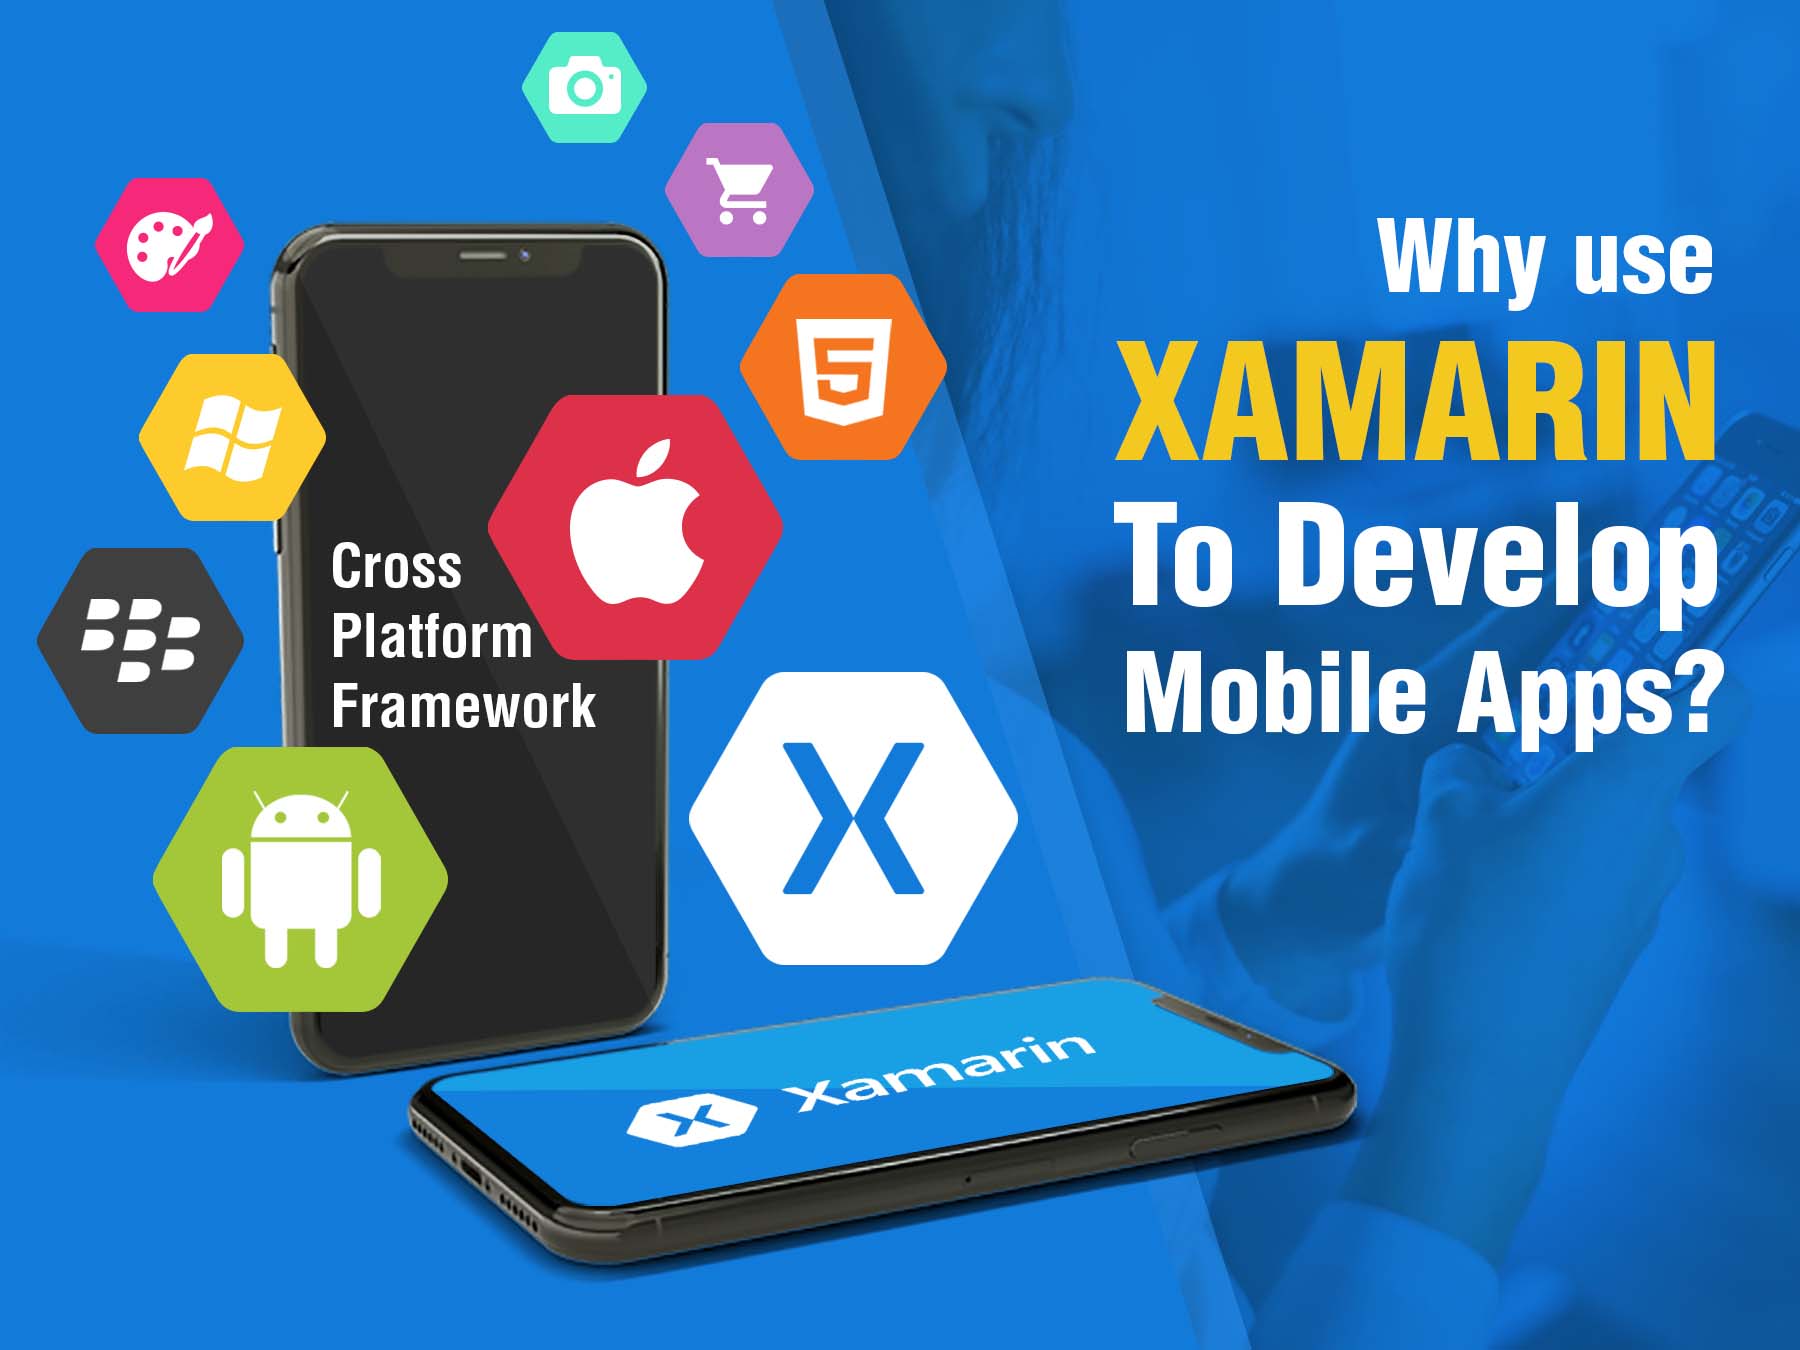 Cross
Platform
Framework
Why use
XAMARIN
To Develop
Mobile Apps?
X
X Xamarin